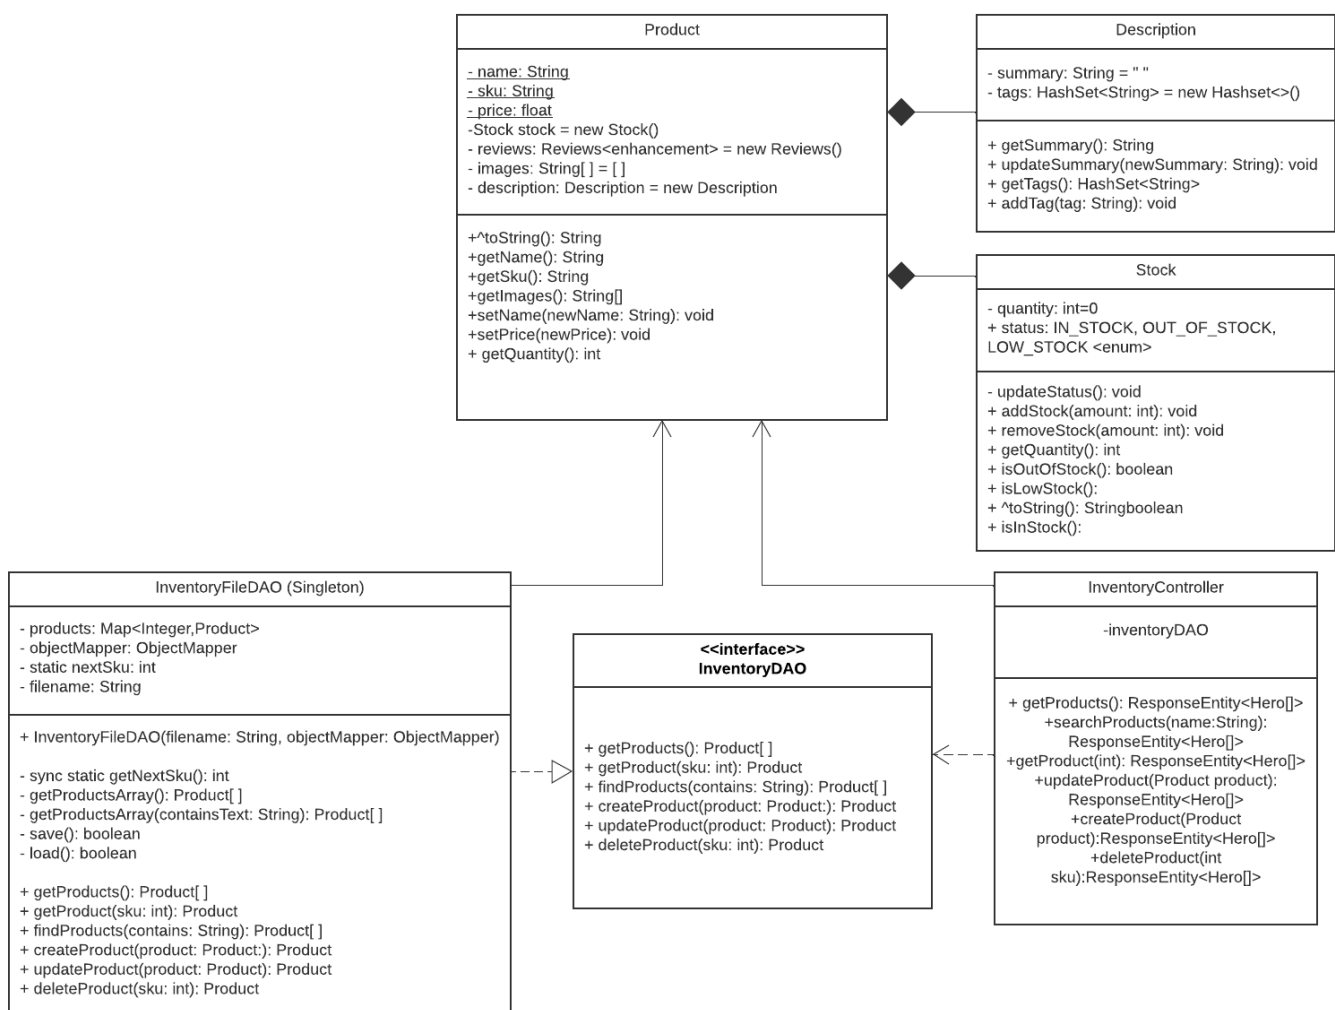 Product
- name: String
- sku: String
- price: float
-Stock stock = new Stock()
- reviews: Reviews<enhancement> = new Reviews()
- images: String[ ] = [ ]
- description: Description = new Description
+^toString(): String
+getName(): String
+getSku(): String
+getImages(): String[]
+setName(newName: String): void
+setPrice(newPrice): void
+ getQuantity(): int
Description
- summary: String = " "
- tags: HashSet<String> = new Hashset<>()
+ getSummary(): String
+ updateSummary(newSummary: String): void
+ getTags(): HashSet<String>
+ addTag(tag: String): void
Stock
- quantity: int=0
+ status: IN_STOCK, OUT_OF_STOCK,
LOW_STOCK <enum>
- updateStatus(): void
+ addStock(amount: int): void
+ removeStock(amount: int): void
+ getQuantity(): int
+ isOutOfStock(): boolean
+ isLowStock():
+ ^toString(): Stringboolean
+ isInStock():
InventoryFileDAO (Singleton)
- products: Map<Integer,Product>
- objectMapper: ObjectMapper
- static nextSku: int
- filename: String
+ InventoryFileDAO(filename: String, objectMapper: ObjectMapper)
- sync static getNextSku(): int
- getProductsArray(): Product[ ]
- getProductsArray(containsText: String): Product[ ]
- save(): boolean
- load(): boolean
+ getProducts(): Product[ ]
+ getProduct(sku: int): Product
+ findProducts(contains: String): Product[ ]
+ createProduct(product: Product:): Product
+ updateProduct(product: Product): Product
+ deleteProduct(sku: int): Product
<<interface>>
InventoryDAO
+ getProducts(): Product[ ]
+ getProduct(sku: int): Product
+ findProducts(contains: String): Product[ ]
+ createProduct(product: Product:): Product
+ updateProduct(product: Product): Product
+ deleteProduct(sku: int): Product
InventoryController
-inventoryDAO
+ getProducts(): ResponseEntity<Hero[]>
+searchProducts(name:String):
ResponseEntity<Hero[]>
+getProduct(int): ResponseEntity<Hero[]>
+updateProduct(Product product):
ResponseEntity<Hero[]>
+createProduct(Product
product):ResponseEntity<Hero[]>
+deleteProduct(int
sku):ResponseEntity<Hero[]>